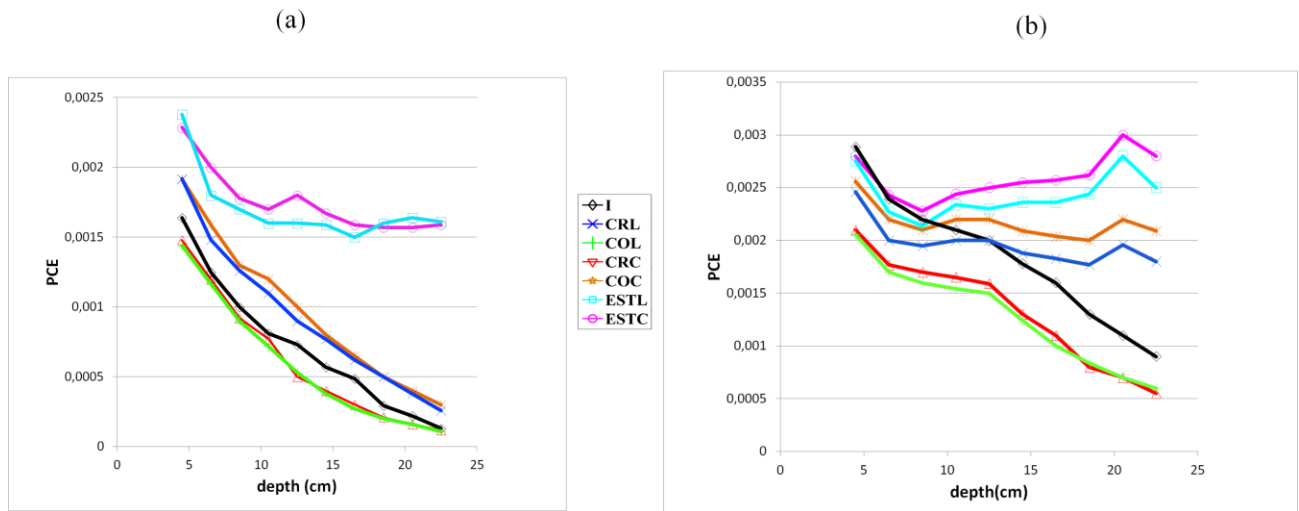 (a)
(b)
0,0025
0,002
0,0015
0,001
0,0005
0
PCE
0 5 10 15 20 25
depth (cm)
I
CRL
COL
CRC
COC
ESTL
ESTC
0,0035
0,003
0,0025
0,002
0,0015
0,001
0,0005
0
PCE
0 5 10 15 20 25
depth(cm)